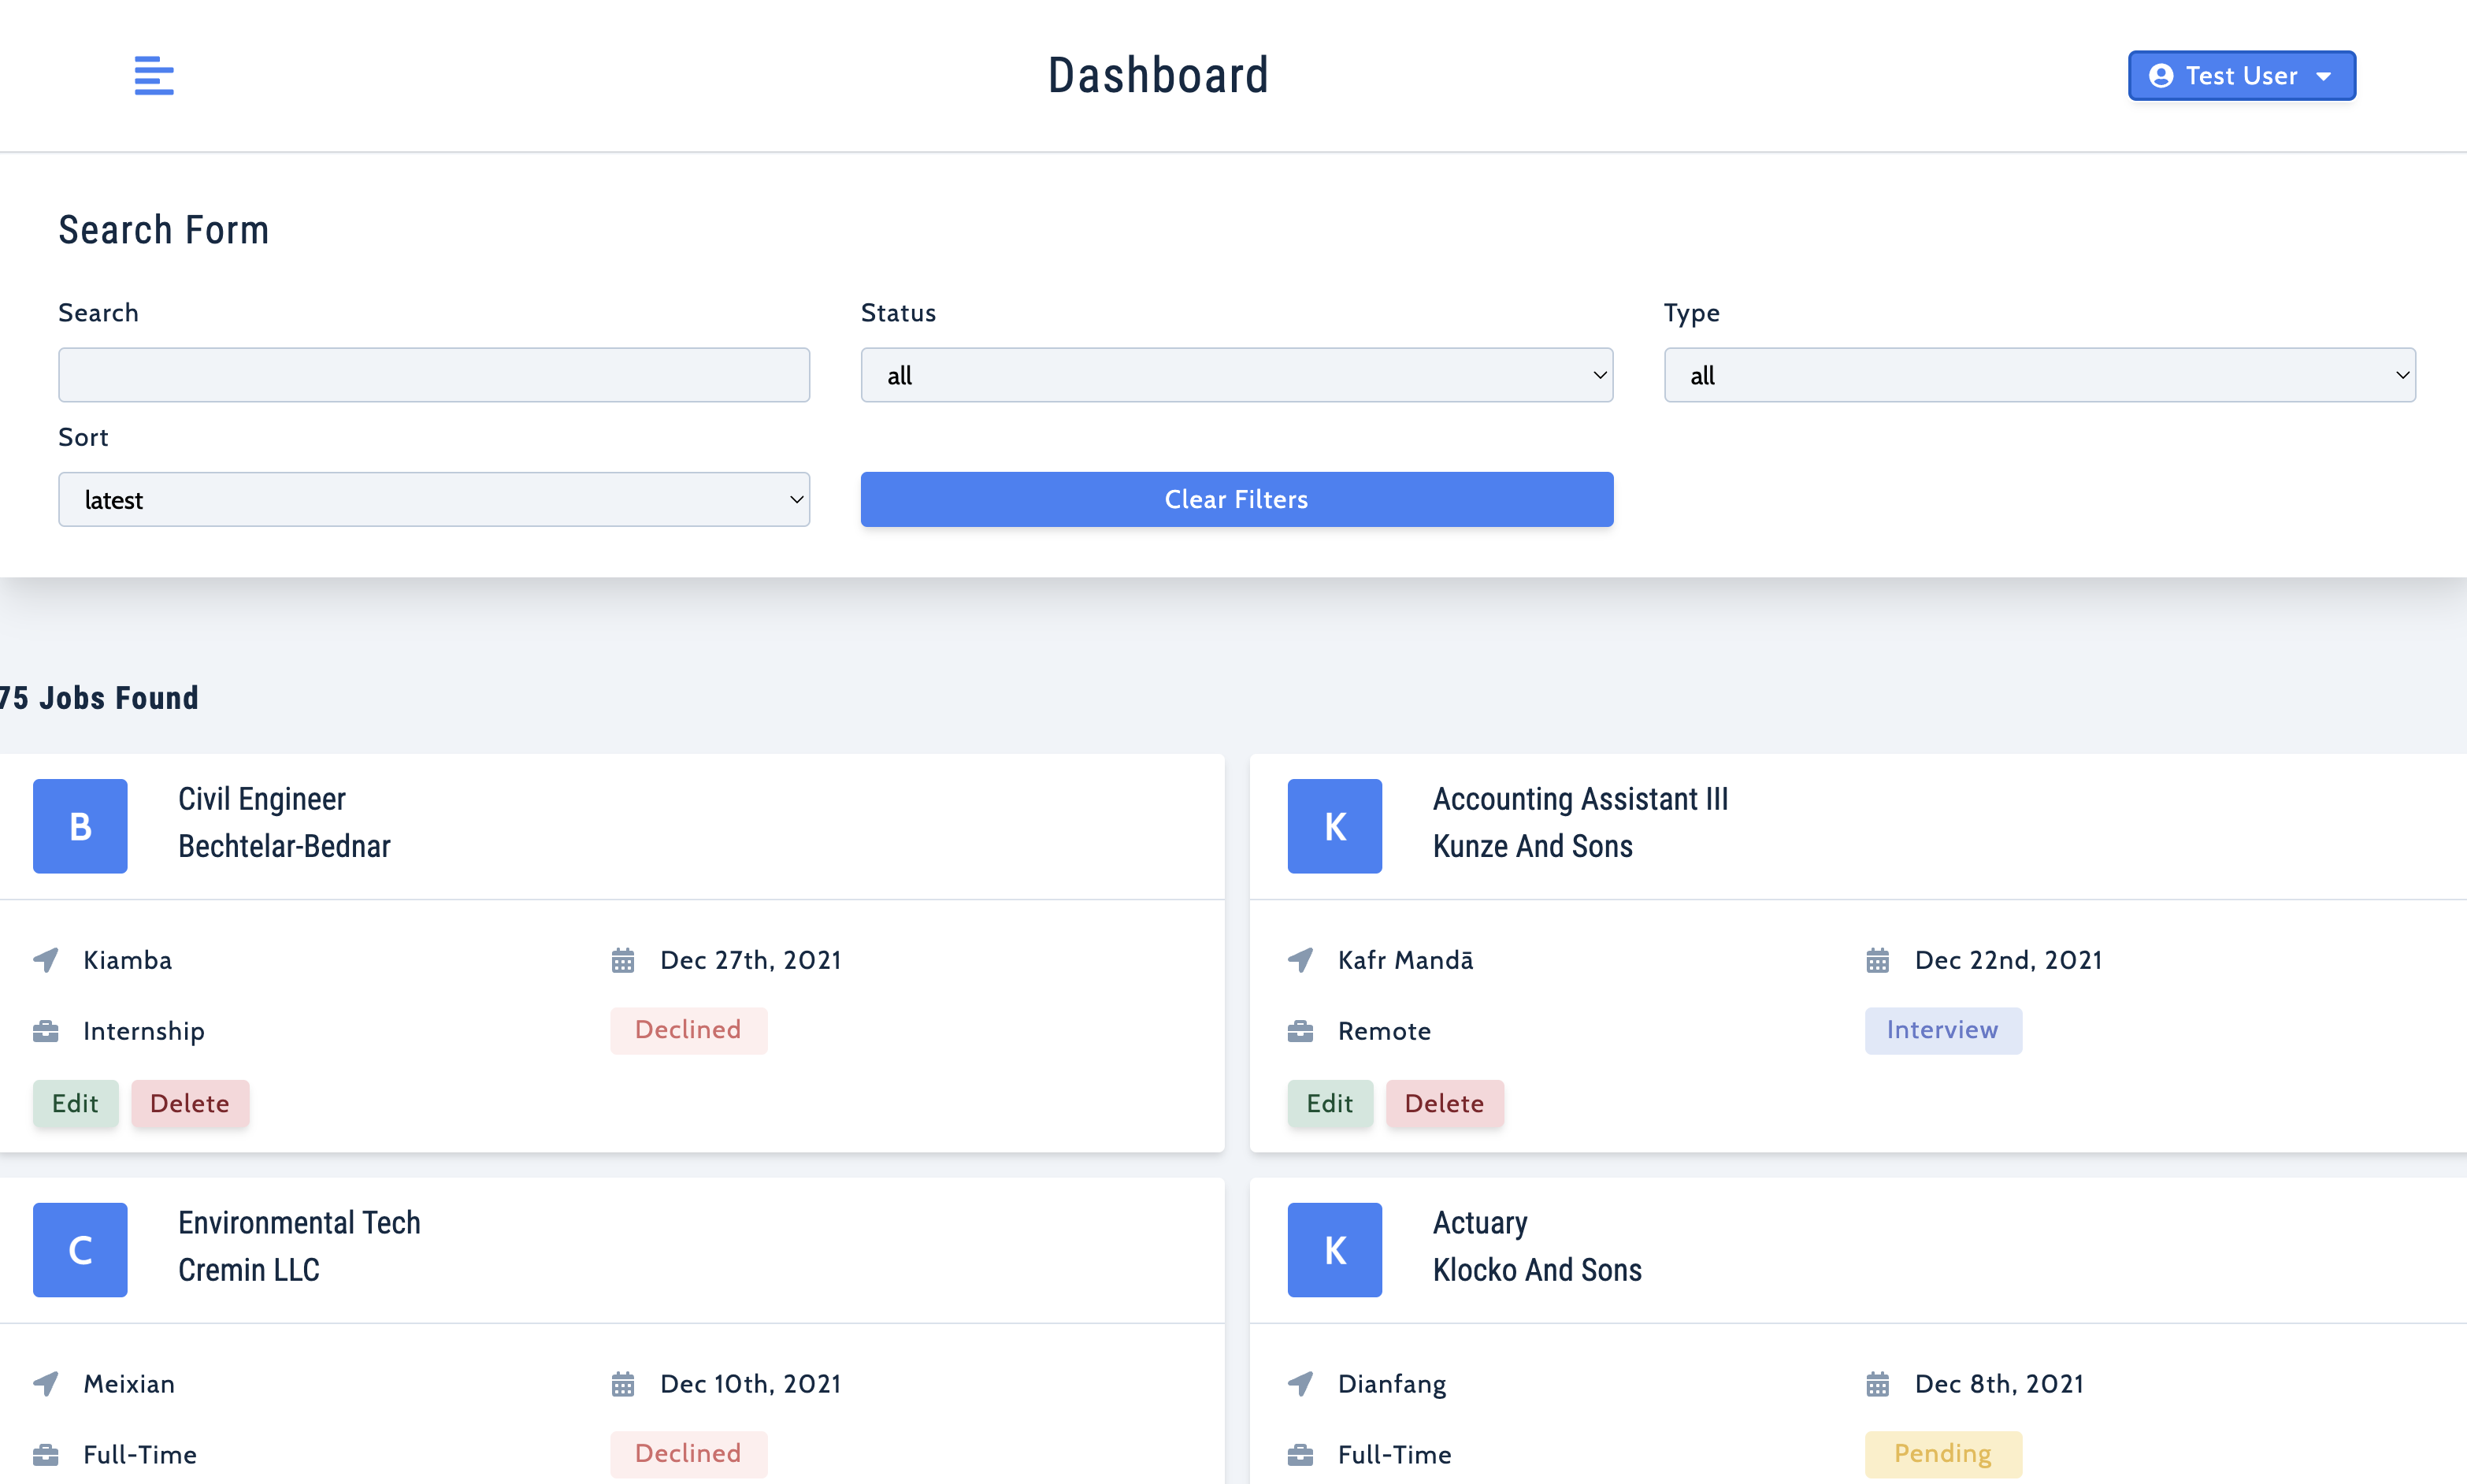 Dashboard
Test User
Search Form
Search
Status
Type
all
all
Sort
latest
Clear Filters
75 Jobs Found
B
Civil Engineer
Bechtelar-Bednar
Kiamba
Dec 27th, 2021
Internship
Declined
Edit
Delete
K
Accounting Assistant III
Kunze And Sons
Kafr Mandā
Dec 22nd, 2021
Remote
Interview
Edit
Delete
C
Environmental Tech
Cremin LLC
Meixian
Dec 10th, 2021
Full-Time
Declined
K
Actuary
Klocko And Sons
Dianfang
Dec 8th, 2021
Full-Time
Pending